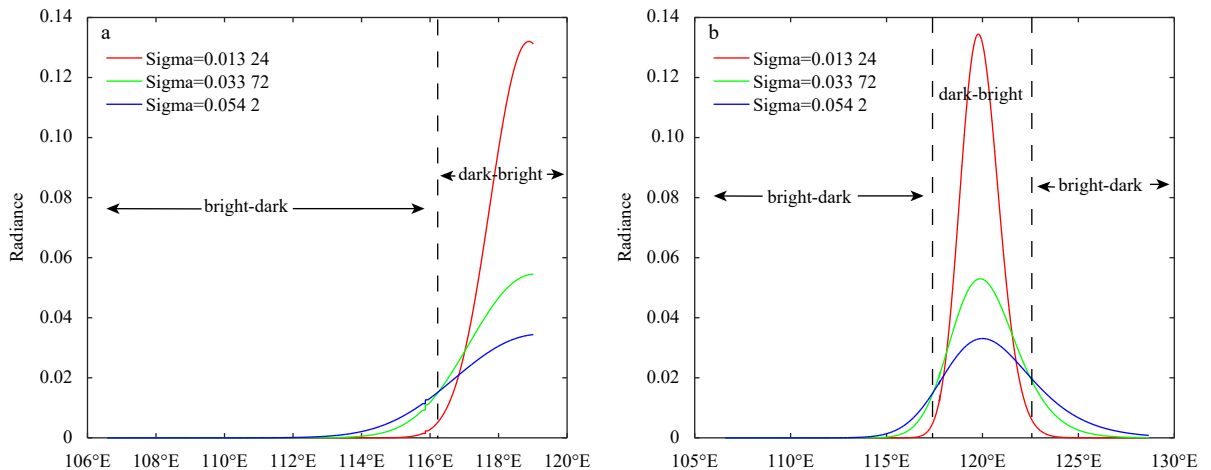 a
Sigma=0.013 24
Sigma=0.033 72
Sigma=0.054 2
dark-bright
bright-dark
Radiance
0.14
0.12
0.10
0.08
0.06
0.04
0.02
0
106°E 108°E 110°E 112°E 114°E 116°E 118°E 120°E
b
Sigma=0.013 24
Sigma=0.033 72
Sigma=0.054 2
dark-bright
bright-dark
bright-dark
Radiance
0.14
0.12
0.10
0.08
0.06
0.04
0.02
0
105°E 110°E 115°E 120°E 125°E 130°E